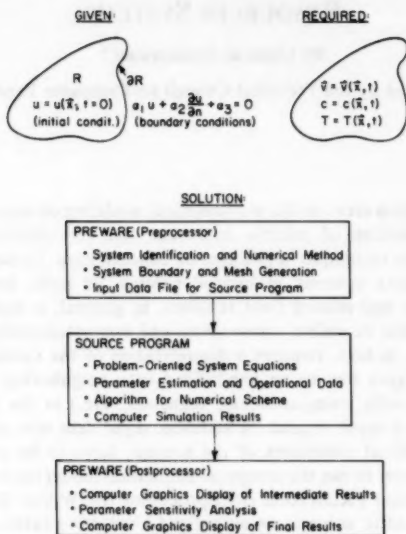 GIVEN:
REQUIRED:
R
∂R
u = u(x⃗, t = 0)
(initial condit.)
a₁ u + a₂ ∂u/∂n + a₃ = 0
(boundary conditions)
v̄ = v̄(x⃗, t)
c = c(x⃗, t)
T = T(x⃗, t)
SOLUTION:
PREWARE (Preprocessor)
• System Identification and Numerical Method
• System Boundary and Mesh Generation
• Input Data File for Source Program
SOURCE PROGRAM
• Problem-Oriented System Equations
• Parameter Estimation and Operational Data
• Algorithm for Numerical Scheme
• Computer Simulation Results
PREWARE (Postprocessor)
• Computer Graphics Display of Intermediate Results
• Parameter Sensitivity Analysis
• Computer Graphics Display of Final Results